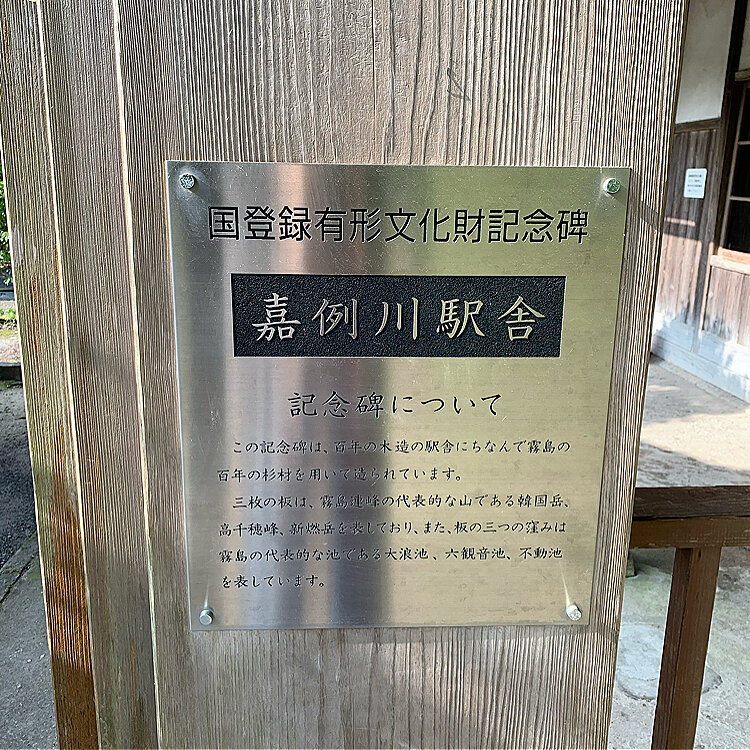 国登録有形文化財記念碑
嘉例川駅舎
記念碑について
この記念碑は、百年の木造の駅舎にちなんで霧島の
百年の杉材を用いて造られています。
三枚の板は、霧島連峰の代表的な山である韓国岳、
高千穂峰、新燃岳を表しており、また、板の三つの窪みは
霧島の代表的な池である大浪池、六観音池、不動池
を表しています。